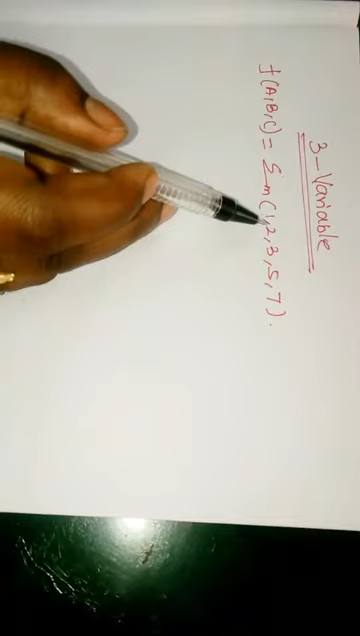 3-Variable
f(A,B,C) = Σm(1,2,3,5,7).